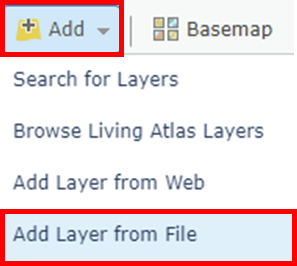 Add Basemap
Search for Layers
Browse Living Atlas Layers
Add Layer from Web
Add Layer from File